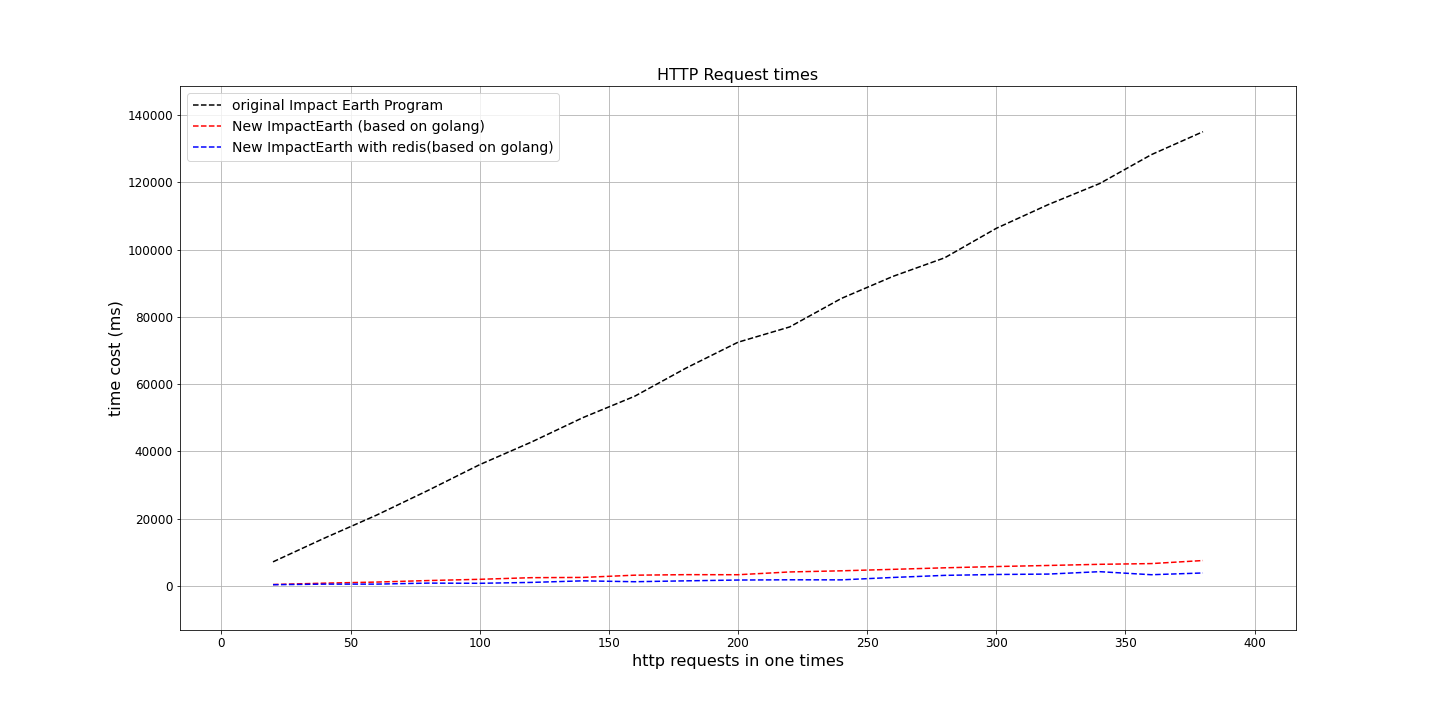 HTTP Request times
original Impact Earth Program
New ImpactEarth (based on golang)
New ImpactEarth with redis(based on golang)
time cost (ms)
140000
120000
100000
80000
60000
40000
20000
0
0 50 100 150 200 250 300 350 400
http requests in one times